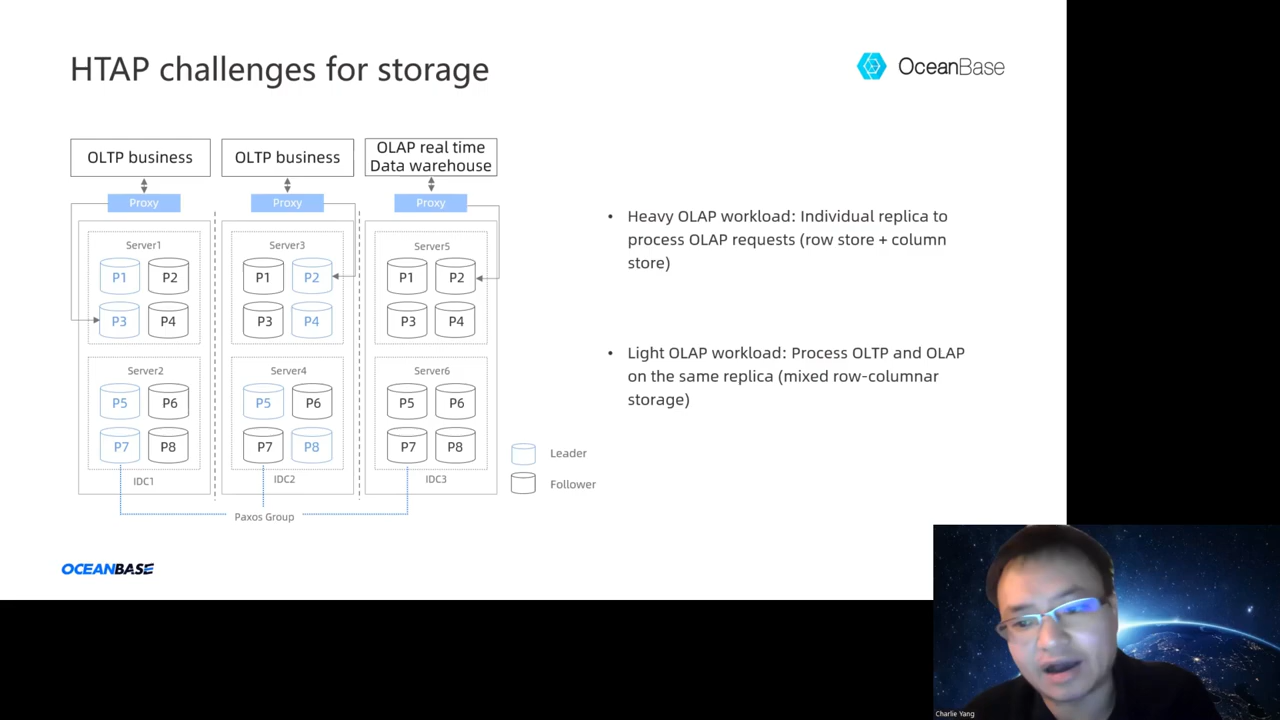 HTAP challenges for storage
OceanBase
OLTP business
OLTP business
OLAP real time
Data warehouse
Proxy
Proxy
Proxy
Server1
P1
P2
P3
P4
Server2
P5
P6
P7
P8
IDC1
Server3
P1
P2
P3
P4
Server4
P5
P6
P7
P8
IDC2
Server5
P1
P2
P3
P4
Server6
P5
P6
P7
P8
IDC3
Paxos Group
Leader
Follower
• Heavy OLAP workload: Individual replica to
process OLAP requests (row store + column
store)
• Light OLAP workload: Process OLTP and OLAP
on the same replica (mixed row-columnar
storage)
OCEANBASE
Charlie Yang